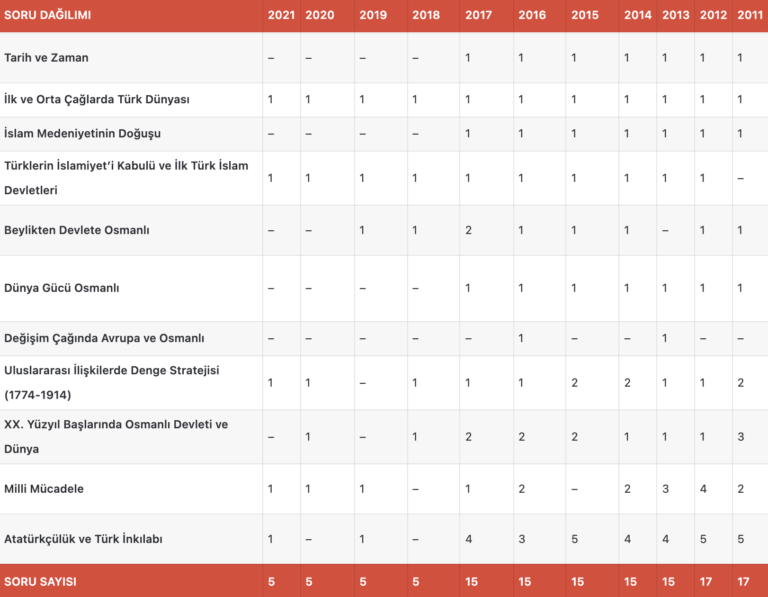 SORU DAĞILIMI 2021 2020 2019 2018 2017 2016 2015 2014 2013 2012 2011
Tarih ve Zaman – – – – 1 1 1 1 1 1 1
İlk ve Orta Çağlarda Türk Dünyası 1 1 1 1 1 1 1 1 1 1 1
İslam Medeniyetinin Doğuşu – – – – 1 1 1 1 1 1 1
Türklerin İslamiyet'i Kabulü ve İlk Türk İslam
Devletleri 1 1 1 1 1 1 1 1 1 1 –
Beylikten Devlete Osmanlı – – 1 1 2 1 1 1 – 1 1
Dünya Gücü Osmanlı – – – – 1 1 1 1 1 1 1
Değişim Çağında Avrupa ve Osmanlı – – – – – 1 – – 1 – –
Uluslararası İlişkilerde Denge Stratejisi
(1774-1914) 1 1 – 1 1 1 2 2 1 1 2
XX. Yüzyıl Başlarında Osmanlı Devleti ve
Dünya – 1 – 1 2 2 2 1 1 1 3
Milli Mücadele 1 1 1 – 1 2 – 2 3 4 2
Atatürkçülük ve Türk İnkılabı 1 – 1 – 4 3 5 4 4 5 5
SORU SAYISI 5 5 5 5 15 15 15 15 15 17 17